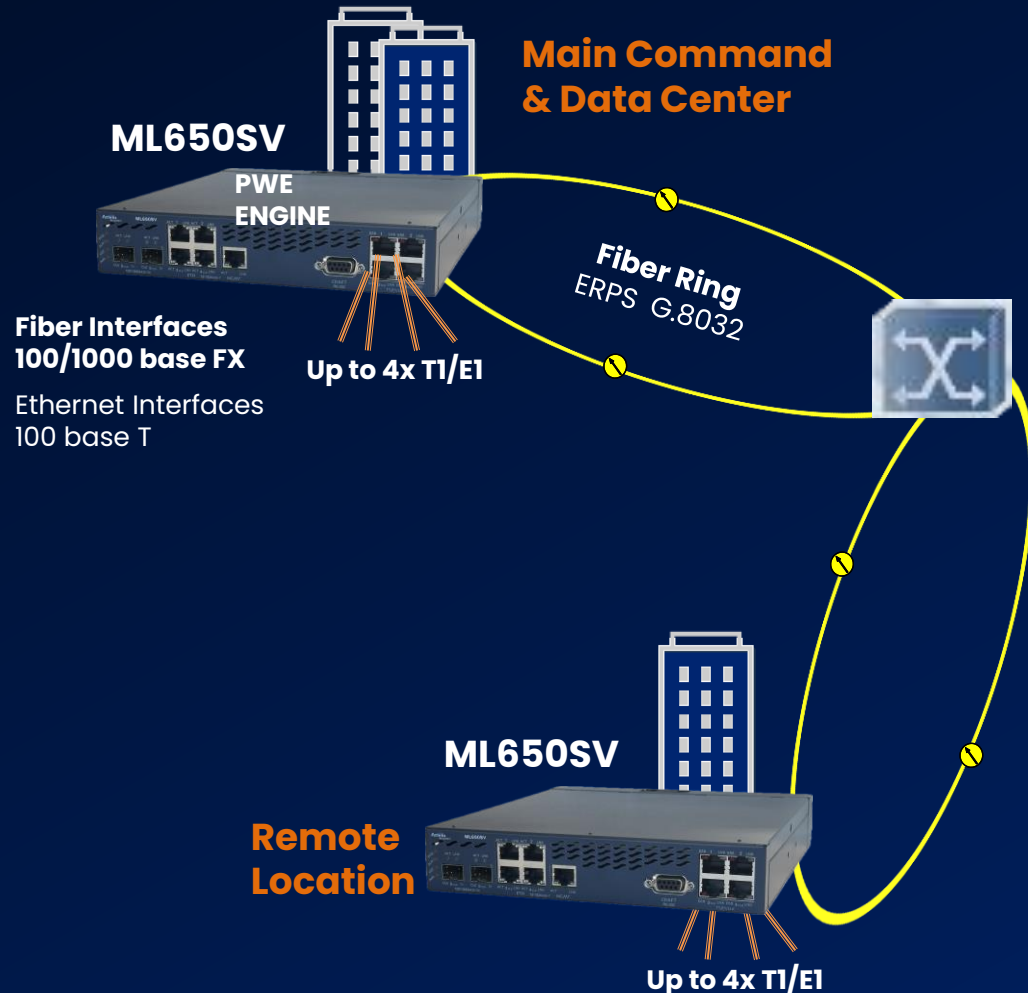 Main Command
& Data Center
ML650SV
PWE
ENGINE
Fiber Ring
ERPS G.8032
Fiber Interfaces
100/1000 base FX
Up to 4x T1/E1
Ethernet Interfaces
100 base T
ML650SV
Remote
Location
Up to 4x T1/E1